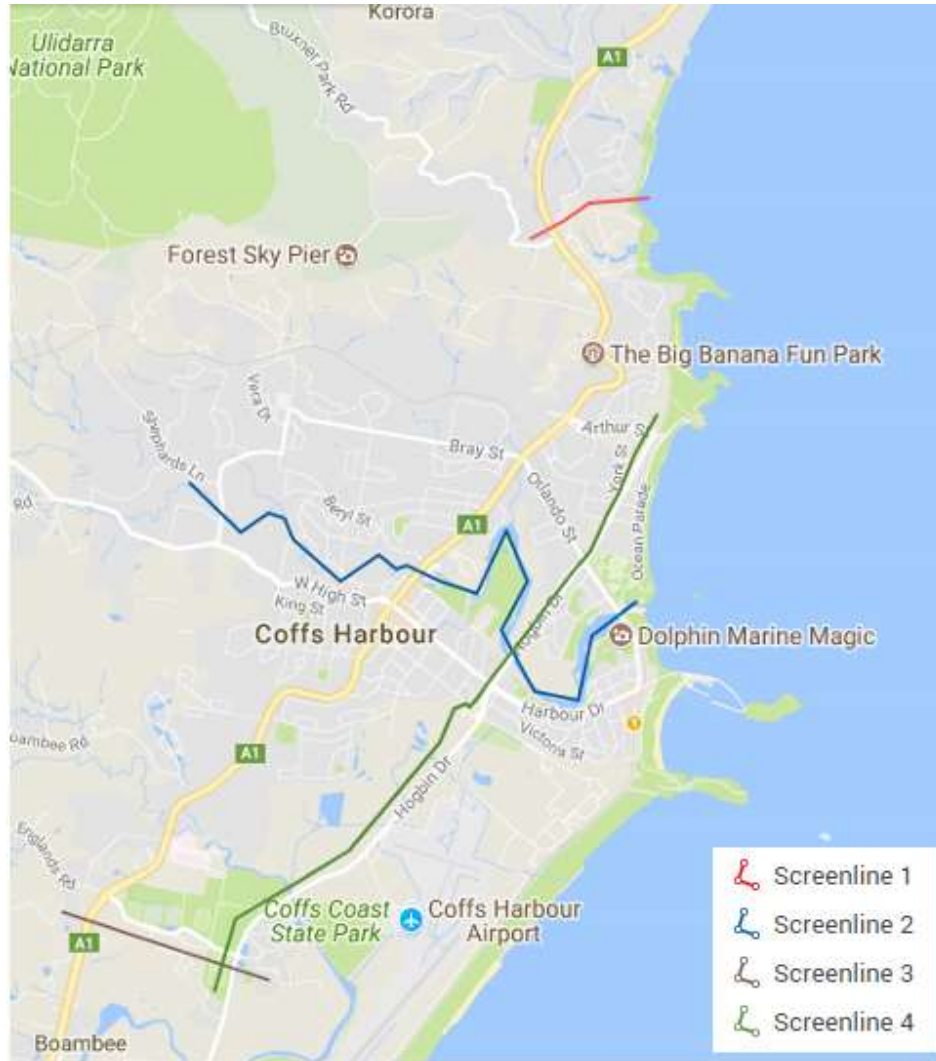 Korora
Ulidarra
National Park
Bruxner Park Rd
A1
Forest Sky Pier
The Big Banana Fun Park
Vera D
Shephards Ln
Bray St
Arthur S
York St
Orlando St
Ocean Parade
Beryl St
Rd
A1
W High St
King St
Coffs Harbour
Hogbin Dr
Dolphin Marine Magic
Harbour Dr
Victoria St
Boambee Rd
A1
Hogbin Dr
Englands Rd
Coffs Coast
State Park
Coffs Harbour
Airport
A1
Boambee
Screenline 1
Screenline 2
Screenline 3
Screenline 4